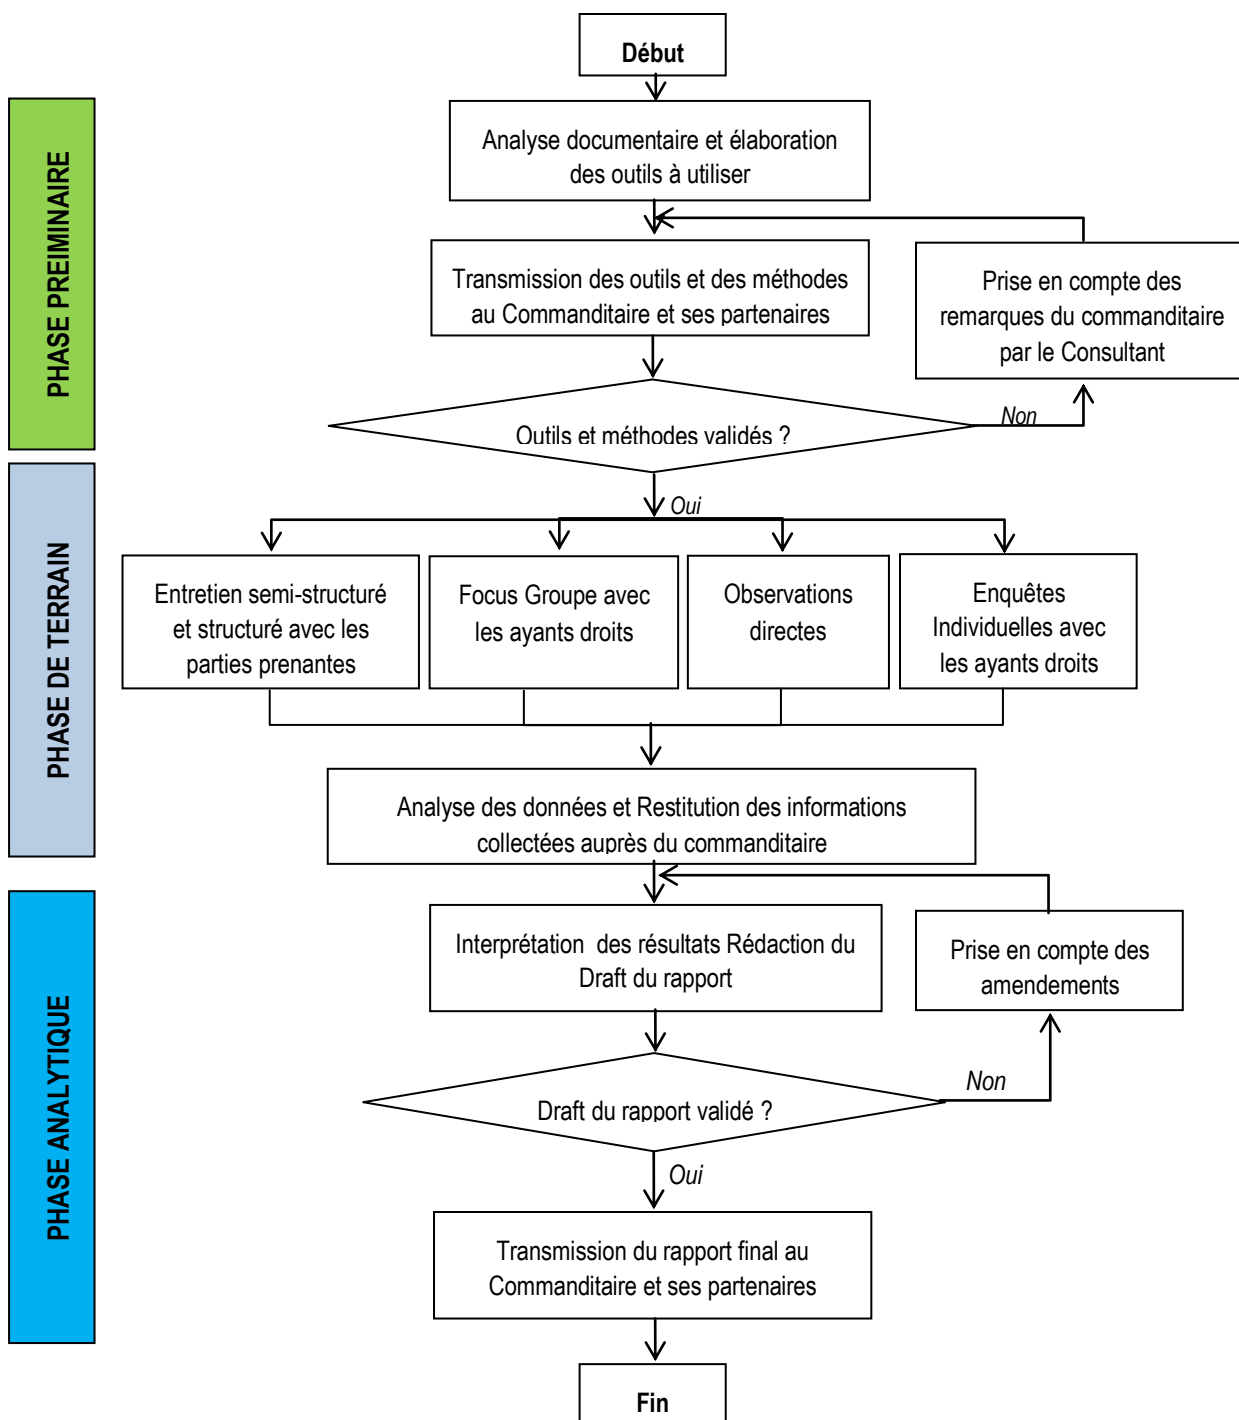 Début
PHASE PREIMINAIRE
Analyse documentaire et élaboration
des outils à utiliser
Transmission des outils et des méthodes
au Commanditaire et ses partenaires
Prise en compte des
remarques du commanditaire
par le Consultant
Outils et méthodes validés ?
Non
Oui
PHASE DE TERRAIN
Entretien semi-structuré
et structuré avec les
parties prenantes
Focus Groupe avec
les ayants droits
Observations
directes
Enquêtes
Individuelles avec
les ayants droits
Analyse des données et Restitution des informations
collectées auprès du commanditaire
PHASE ANALYTIQUE
Interprétation des résultats Rédaction du
Draft du rapport
Prise en compte des
amendements
Draft du rapport validé ?
Non
Oui
Transmission du rapport final au
Commanditaire et ses partenaires
Fin